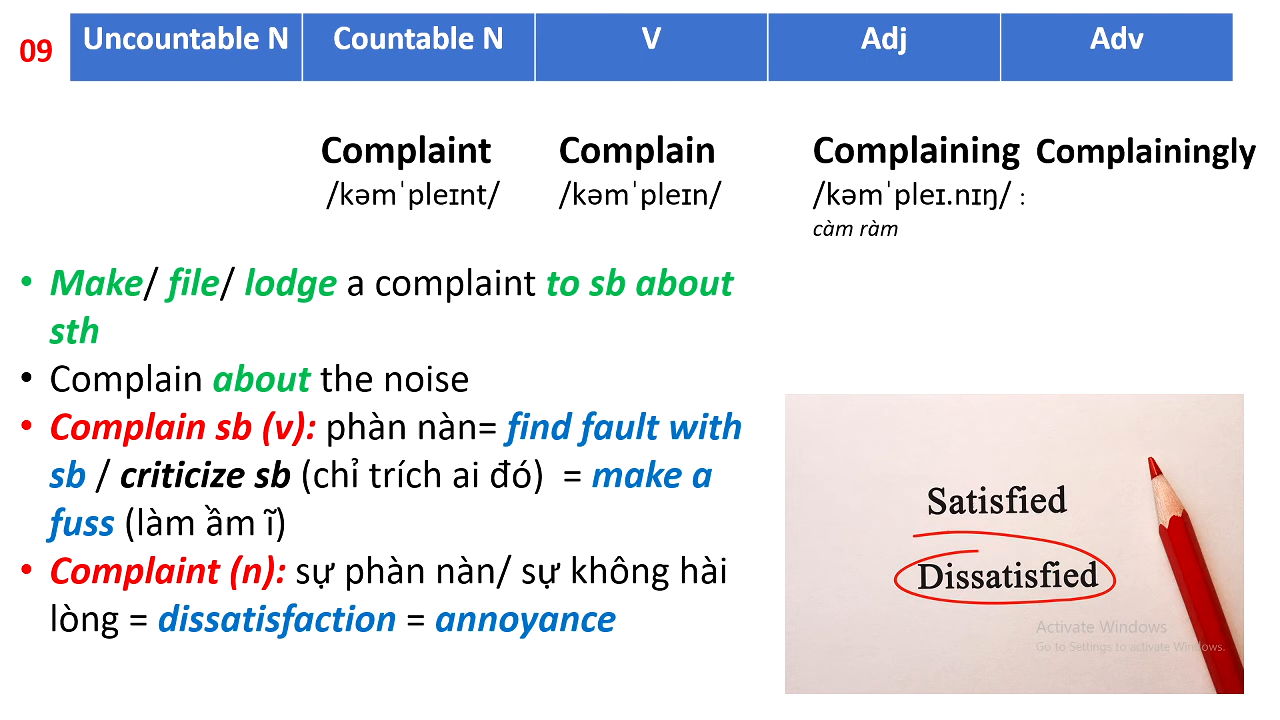 09
Uncountable N Countable N V Adj Adv
Complaint Complain Complaining Complainingly
/kəmˈpleɪnt/ /kəmˈpleɪn/ /kəmˈpleɪ.nɪŋ/ :
càm ràm
• Make/ file/ lodge a complaint to sb about
sth
• Complain about the noise
• Complain sb (v): phàn nàn= find fault with
sb / criticize sb (chỉ trích ai đó) = make a
fuss (làm ầm ĩ)
• Complaint (n): sự phàn nàn/ sự không hài
lòng = dissatisfaction = annoyance
Satisfied
Dissatisfied
Activate Windows
Go to Settings to activate Windows.